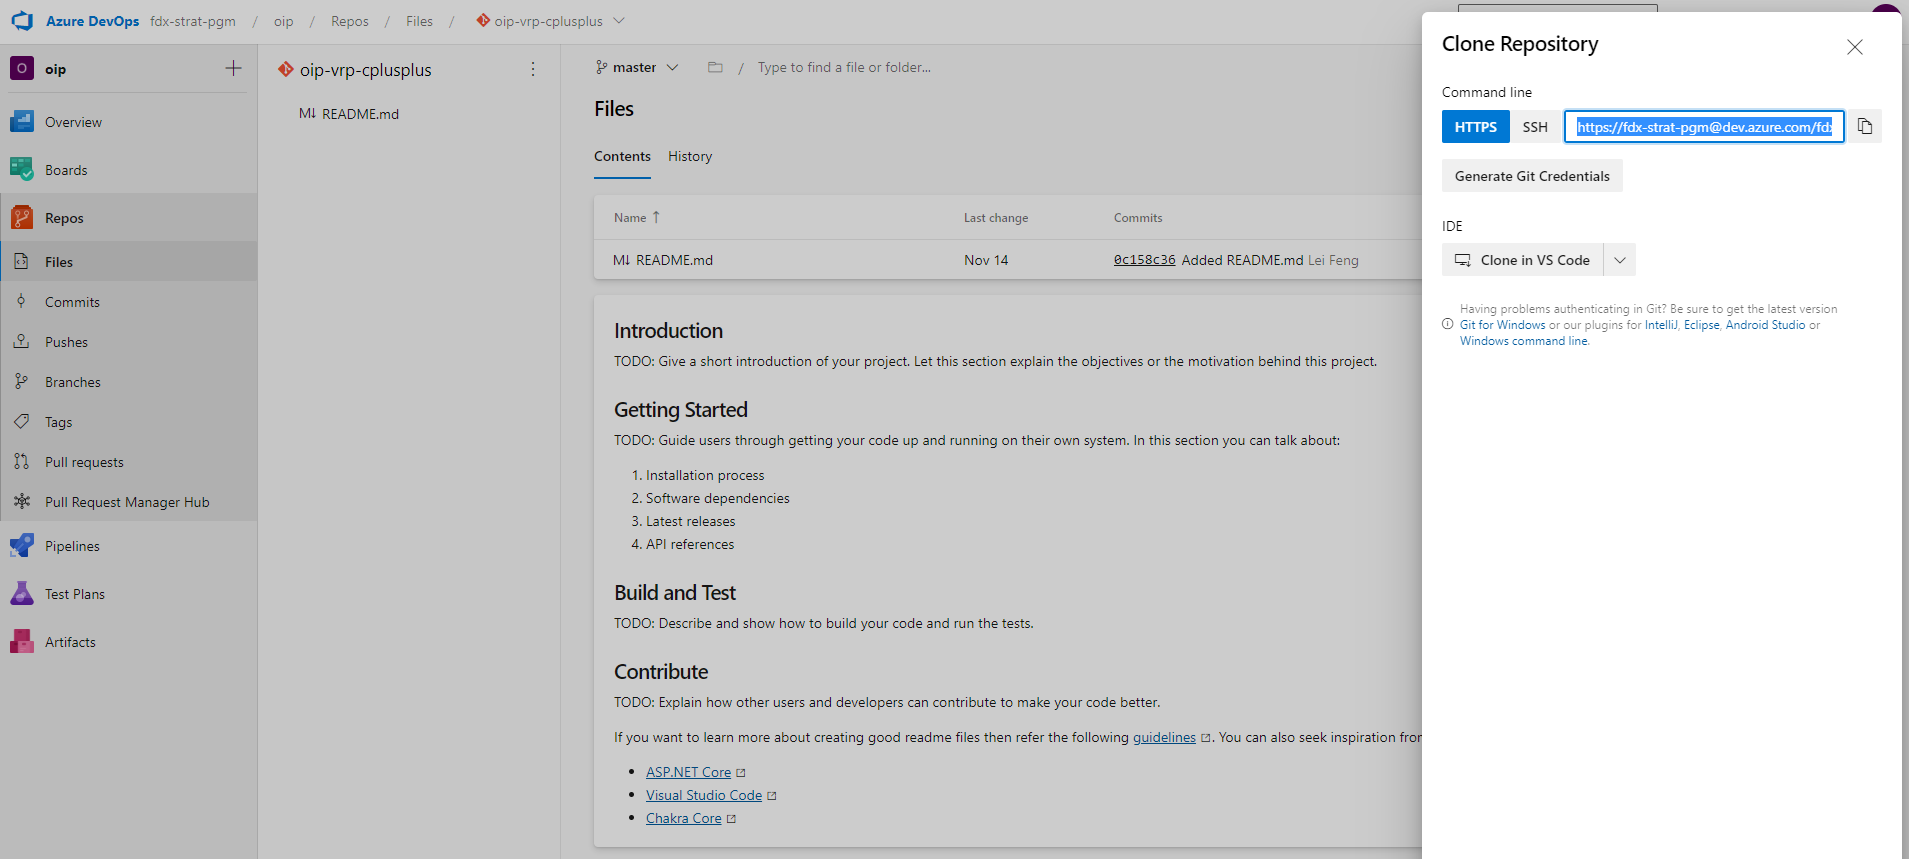 Azure DevOps fdx-strat-pgm / oip / Repos / Files / oip-vrp-cplusplus
O oip
Overview
Boards
Repos
Files
Commits
Pushes
Branches
Tags
Pull requests
Pull Request Manager Hub
Pipelines
Test Plans
Artifacts
oip-vrp-cplusplus
M↓ README.md
master / Type to find a file or folder...
Files
Contents History
Name ↑ Last change Commits
M↓ README.md Nov 14 0c158c36 Added README.md Lei Feng
Introduction
TODO: Give a short introduction of your project. Let this section explain the objectives or the motivation behind this project.
Getting Started
TODO: Guide users through getting your code up and running on their own system. In this section you can talk about:
1. Installation process
2. Software dependencies
3. Latest releases
4. API references
Build and Test
TODO: Describe and show how to build your code and run the tests.
Contribute
TODO: Explain how other users and developers can contribute to make your code better.
If you want to learn more about creating good readme files then refer the following guidelines. You can also seek inspiration from
• ASP.NET Core
• Visual Studio Code
• Chakra Core
Clone Repository
Command line
HTTPS SSH https://fdx-strat-pgm@dev.azure.com/fdx
Generate Git Credentials
IDE
Clone in VS Code
Having problems authenticating in Git? Be sure to get the latest version
Git for Windows or our plugins for IntelliJ, Eclipse, Android Studio or
Windows command line.